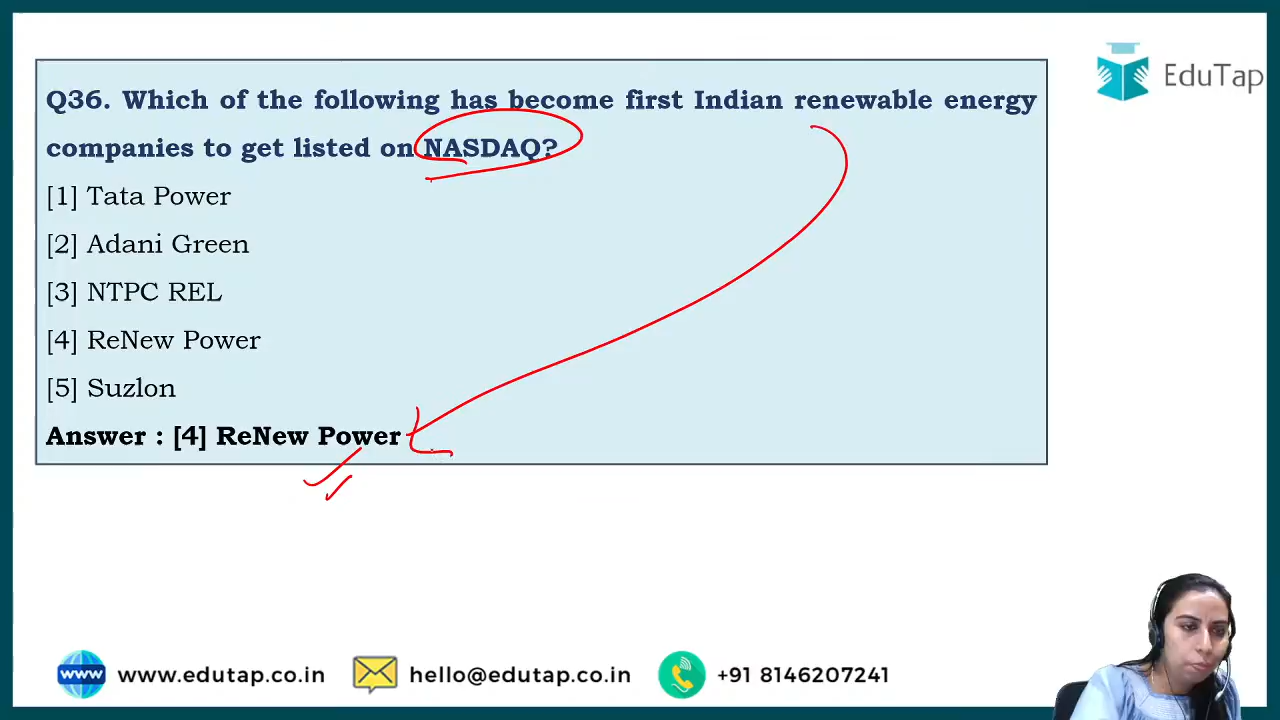 EduTap
Q36. Which of the following has become first Indian renewable energy
companies to get listed on NASDAQ?
[1] Tata Power
[2] Adani Green
[3] NTPC REL
[4] ReNew Power
[5] Suzlon
Answer : [4] ReNew Power
www www.edutap.co.in hello@edutap.co.in +91 8146207241